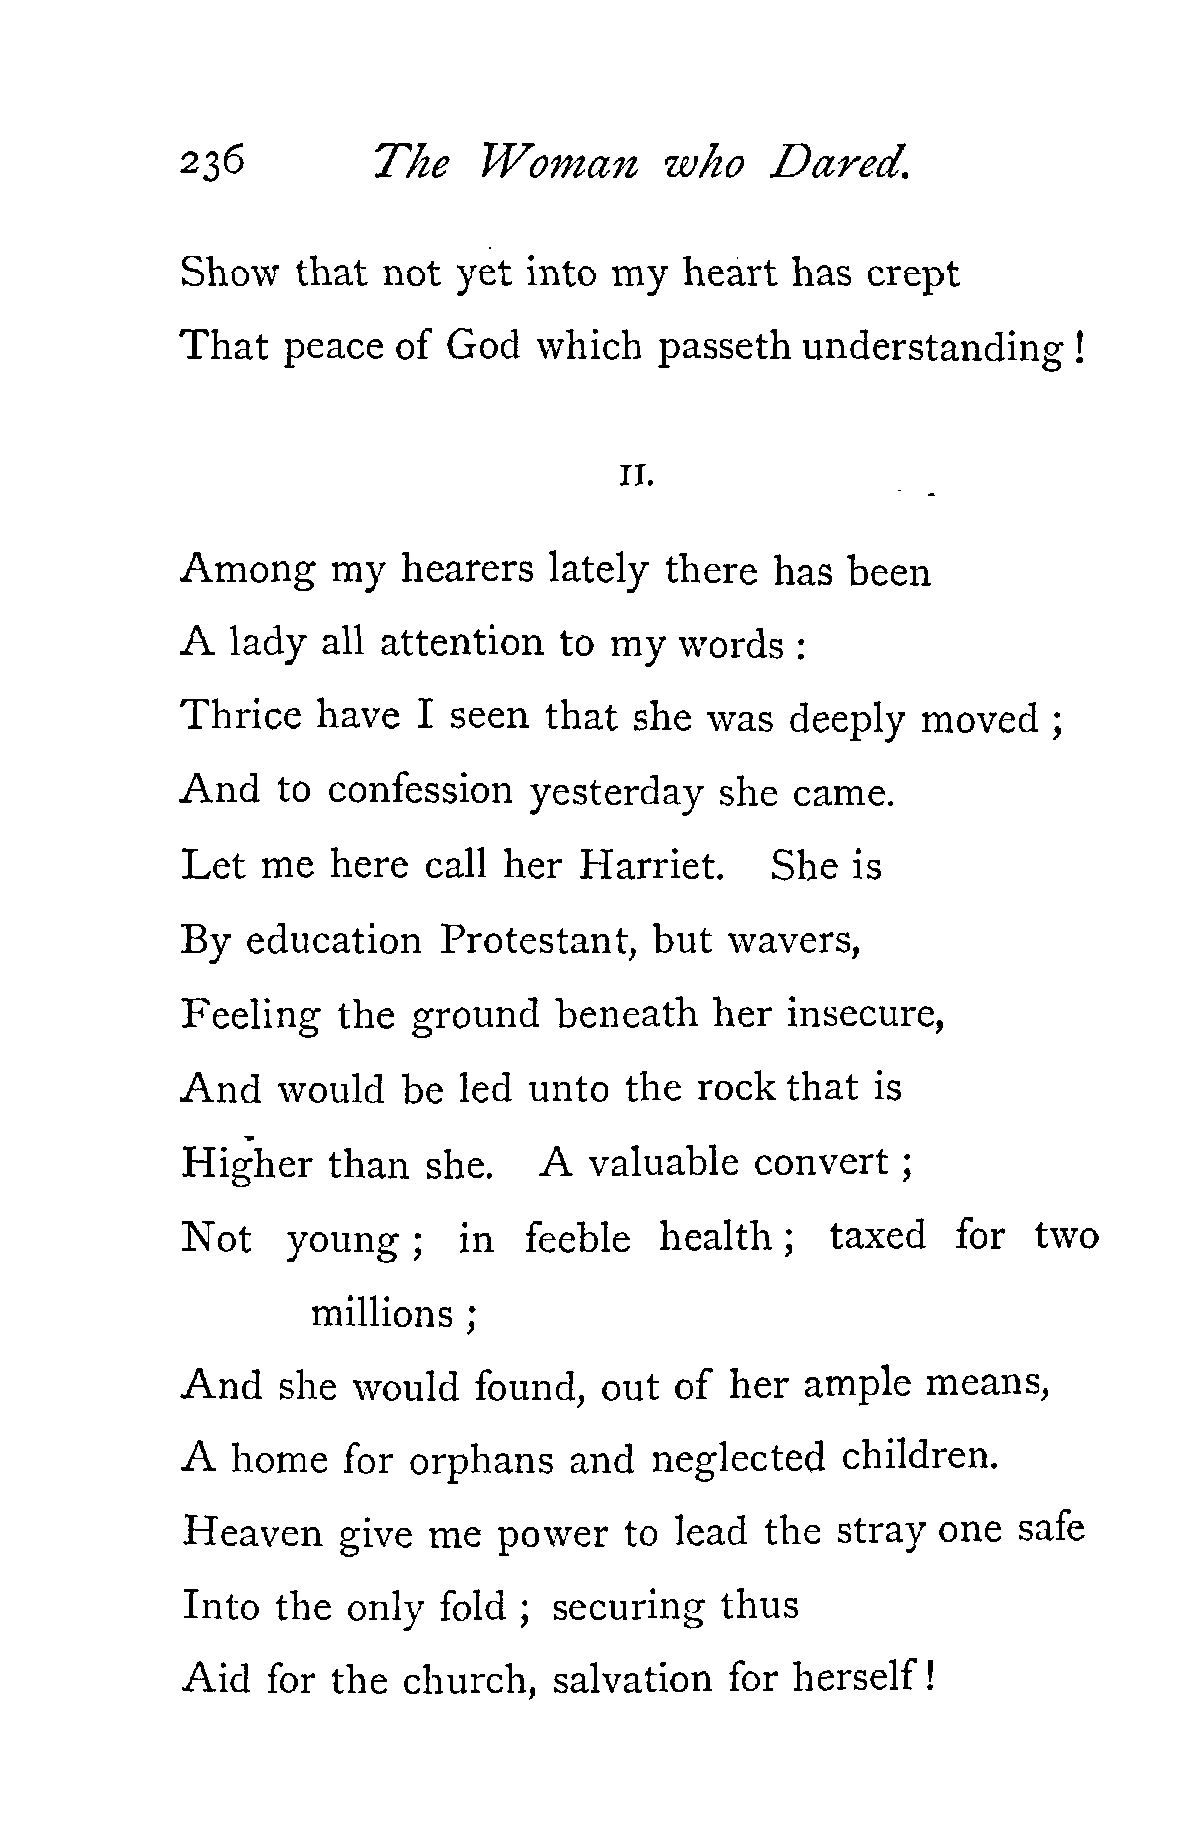 236 The Woman who Dared.
Show that not yet into my heart has crept
That peace of God which passeth understanding !
II.
Among my hearers lately there has been
A lady all attention to my words :
Thrice have I seen that she was deeply moved ;
And to confession yesterday she came.
Let me here call her Harriet. She is
By education Protestant, but wavers,
Feeling the ground beneath her insecure,
And would be led unto the rock that is
Higher than she. A valuable convert ;
Not young ; in feeble health ; taxed for two
millions ;
And she would found, out of her ample means,
A home for orphans and neglected children.
Heaven give me power to lead the stray one safe
Into the only fold ; securing thus
Aid for the church, salvation for herself !